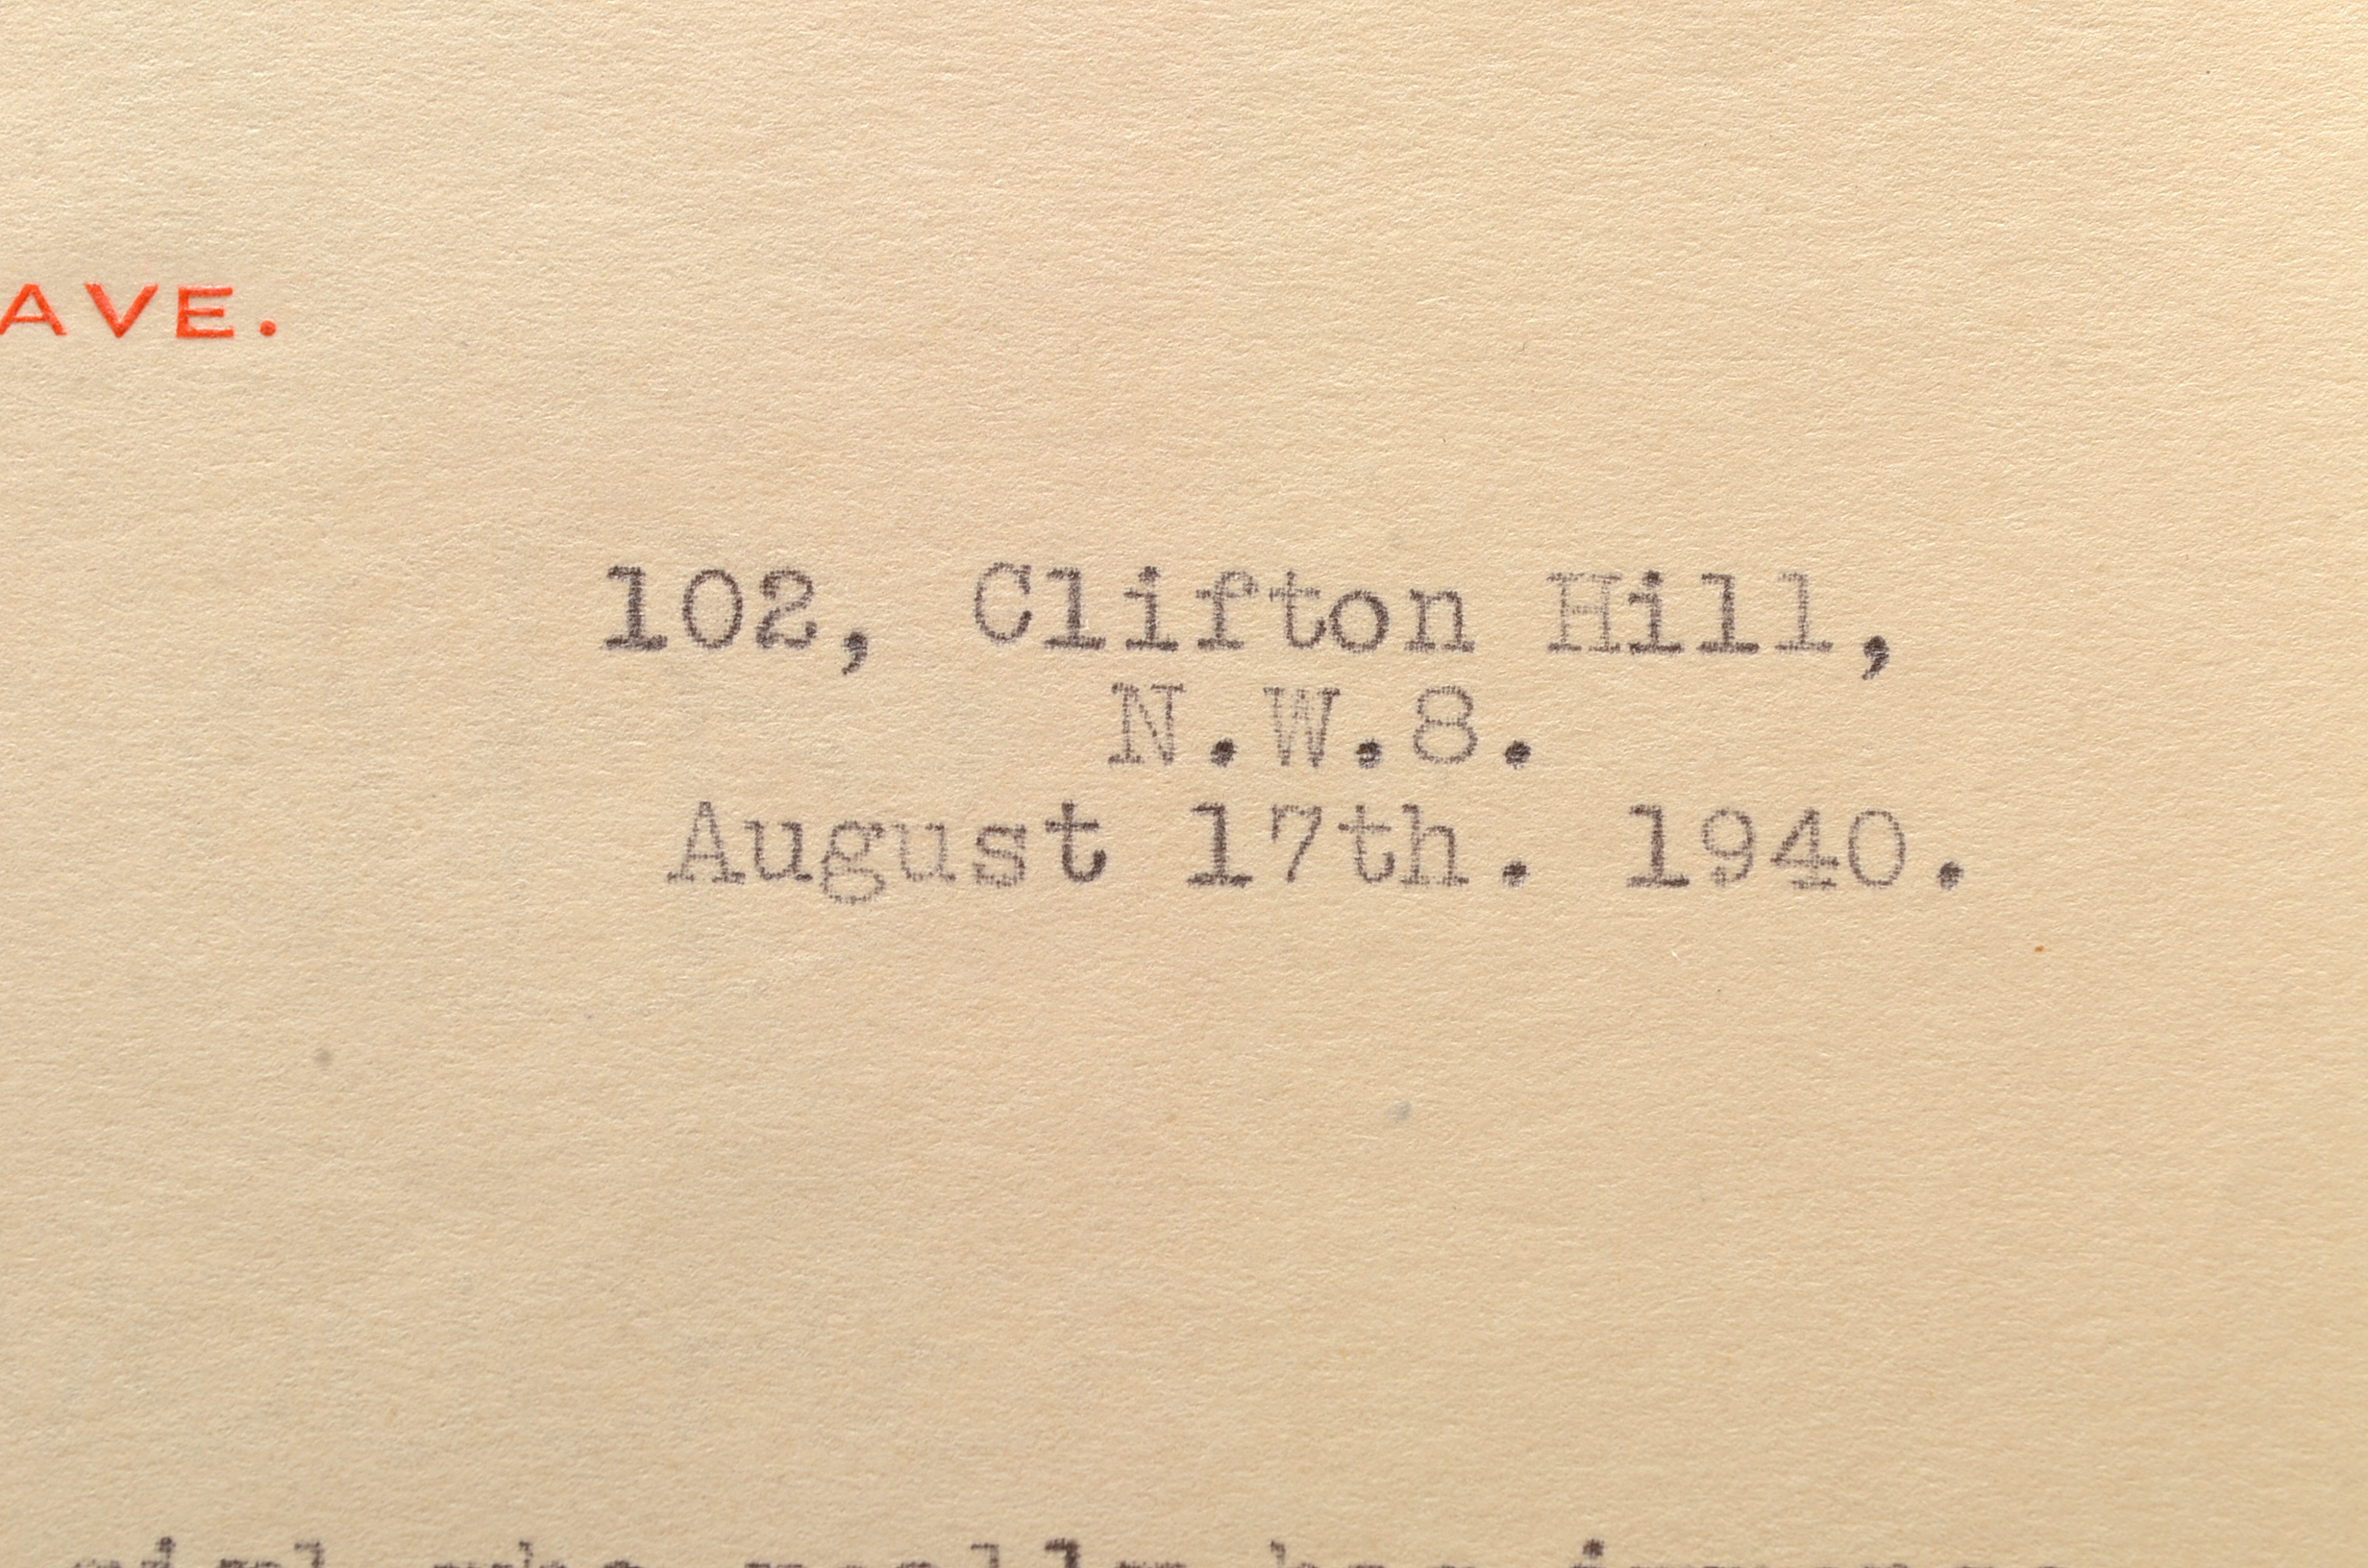 AVE.
102, Clifton Hill,
N.W.8.
August 17th. 1940.